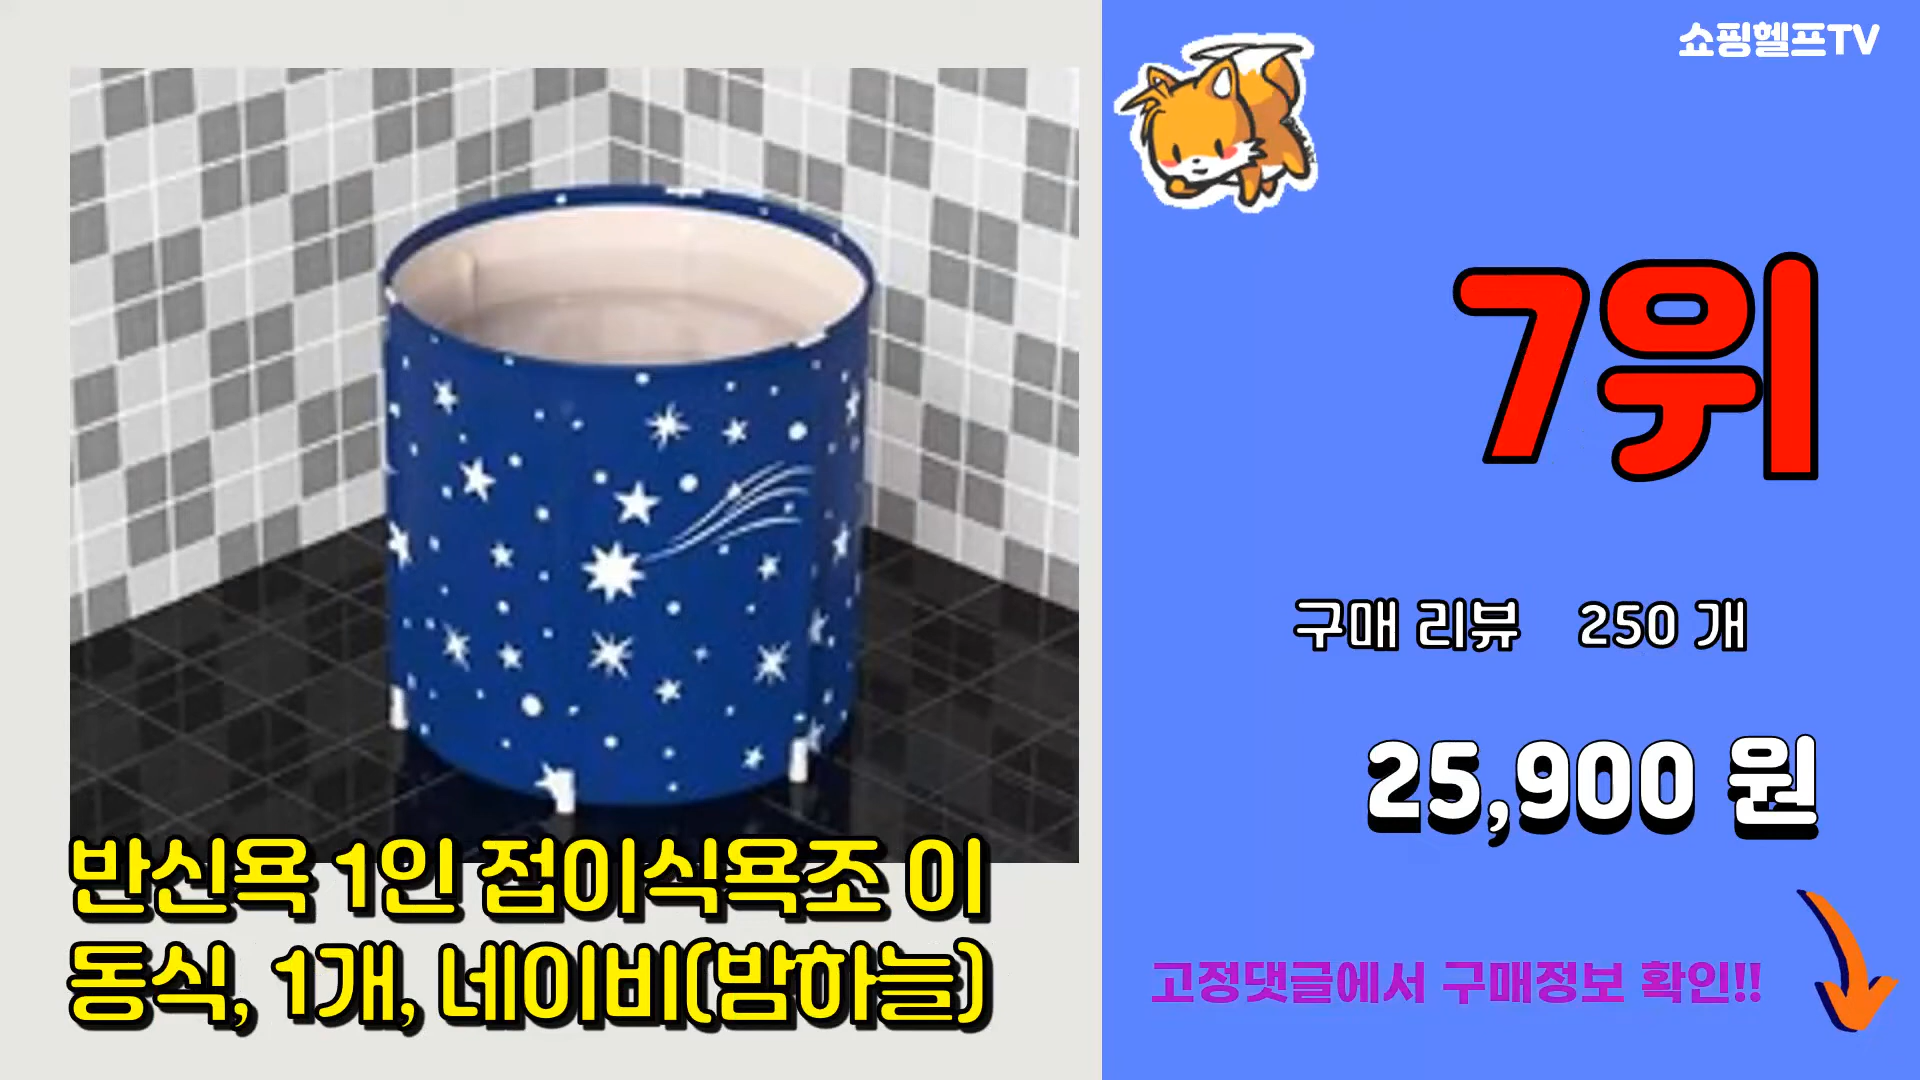 쇼핑헬프TV
7위
구매 리뷰 250 개
25,900 원
고정댓글에서 구매정보 확인!!
반신욕 1인 접이식욕조 이
동식, 1개, 네이비(밤하늘)